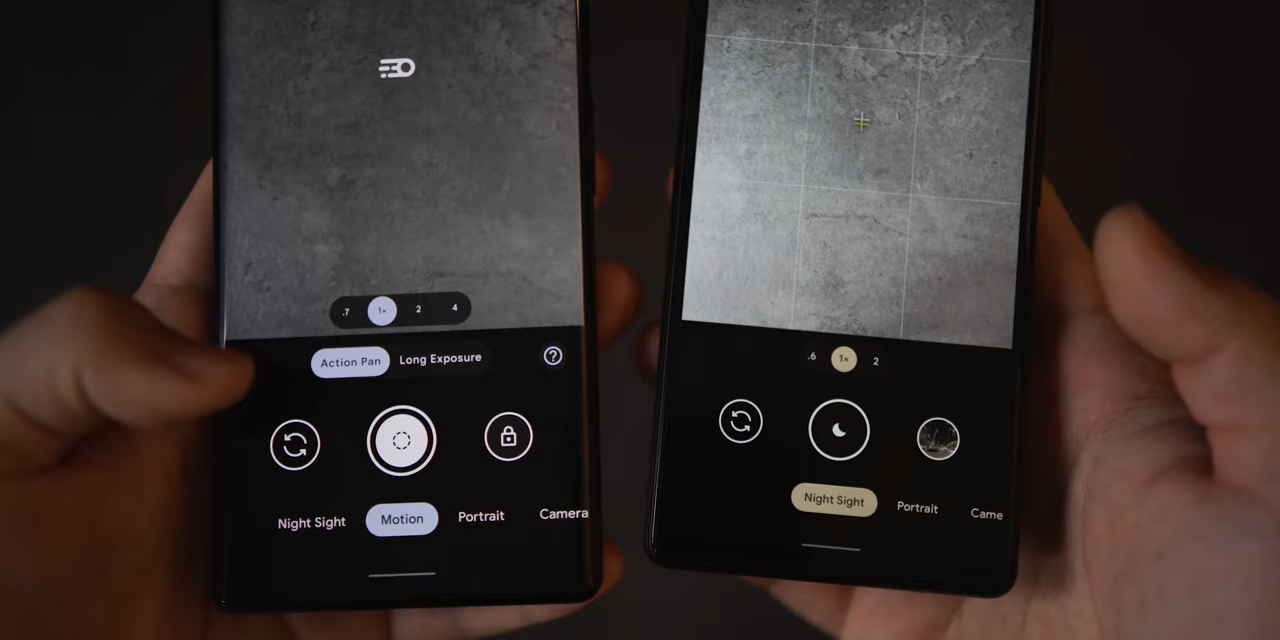 .7 1× 2 4
Action Pan Long Exposure ?
Night Sight Motion Portrait Camera
.6 1× 2
Night Sight Portrait Came